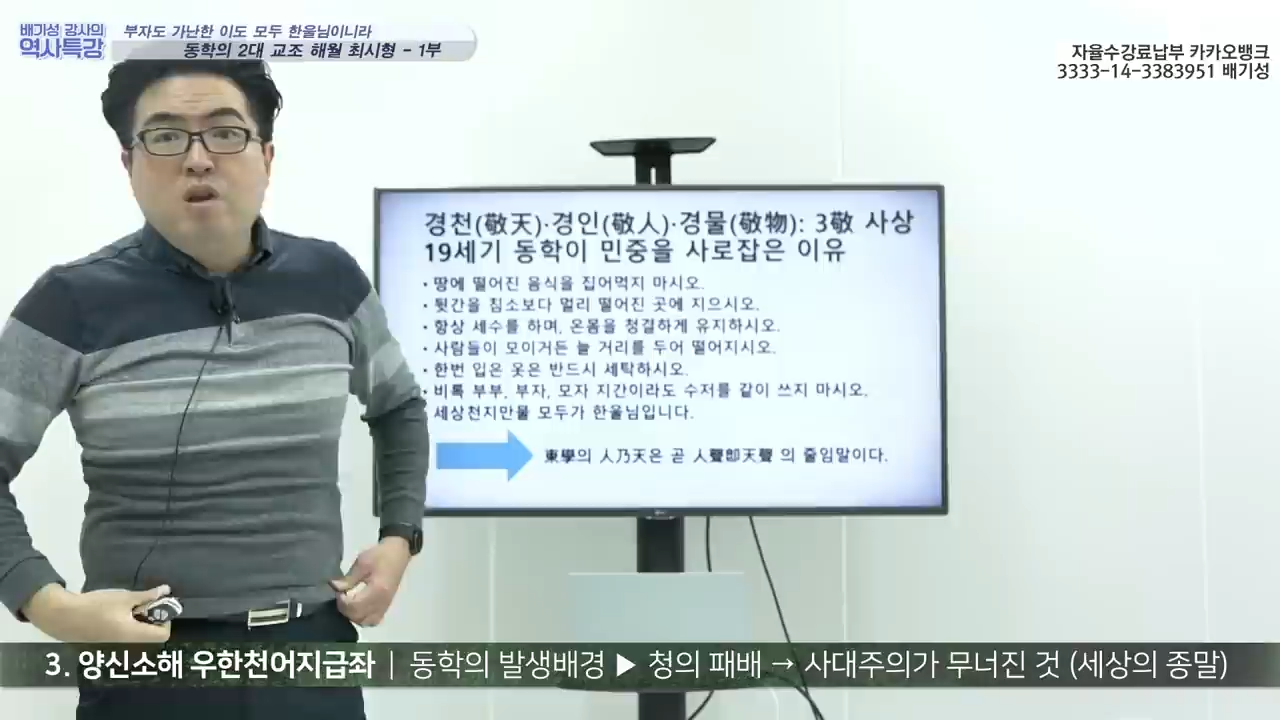 배기성 강사의
역사특강
부자도 가난한 이도 모두 한울님이니라
동학의 2대 교조 해월 최시형 - 1부
자율수강료납부 카카오뱅크
3333-14-3383951 배기성
경천(敬天)·경인(敬人)·경물(敬物): 3敬 사상
19세기 동학이 민중을 사로잡은 이유
• 땅에 떨어진 음식을 집어먹지 마시오.
• 뒷간을 침소보다 멀리 떨어진 곳에 지으시오.
• 항상 세수를 하며, 온몸을 청결하게 유지하시오.
• 사람들이 모이거든 늘 거리를 두어 떨어지시오.
• 한번 입은 옷은 반드시 세탁하시오.
• 비록 부부, 부자, 모자 지간이라도 수저를 같이 쓰지 마시오.
세상천지만물 모두가 한울님입니다.
東學의 人乃天은 곧 人聲卽天聲 의 줄임말이다.
3. 양신소해 우한천어지급좌 | 동학의 발생배경 ▶ 청의 패배 → 사대주의가 무너진 것 (세상의 종말)